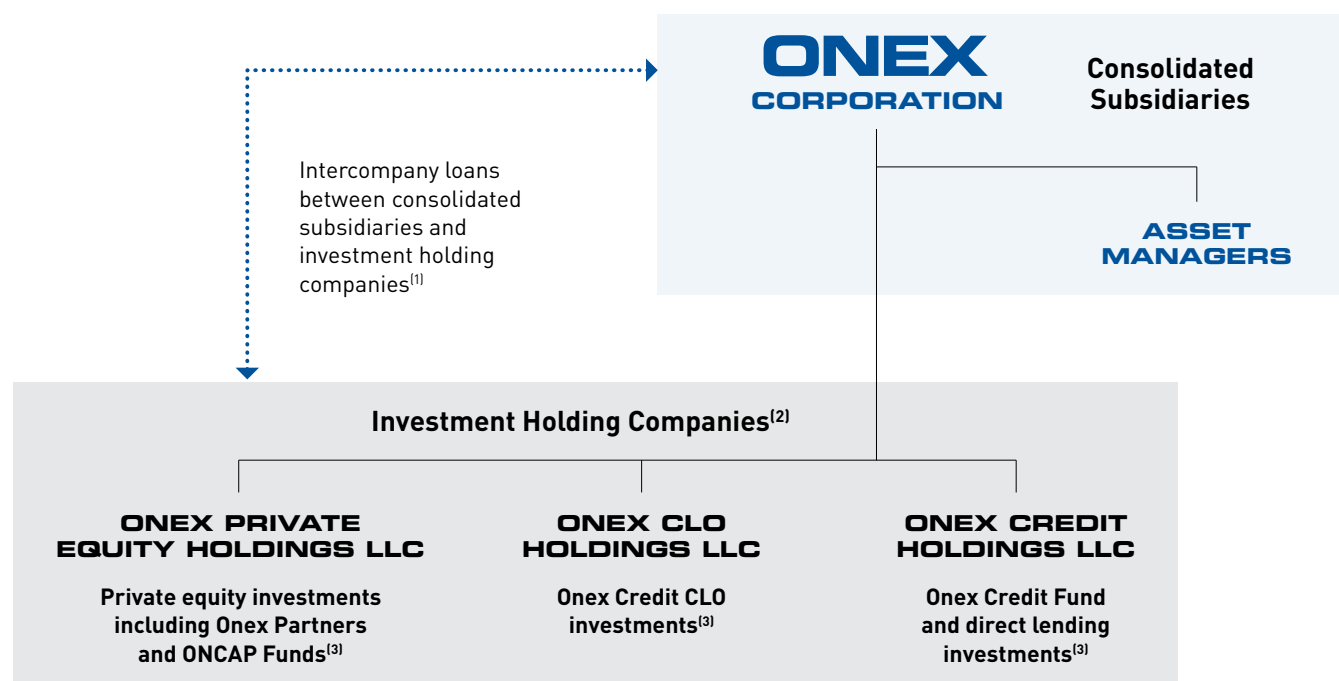 ONEX
CORPORATION
Consolidated
Subsidiaries
Intercompany loans
between consolidated
subsidiaries and
investment holding
companies(1)
ASSET
MANAGERS
Investment Holding Companies(2)
ONEX PRIVATE
EQUITY HOLDINGS LLC
Private equity investments
including Onex Partners
and ONCAP Funds(3)
ONEX CLO
HOLDINGS LLC
Onex Credit CLO
investments(3)
ONEX CREDIT
HOLDINGS LLC
Onex Credit Fund
and direct lending
investments(3)